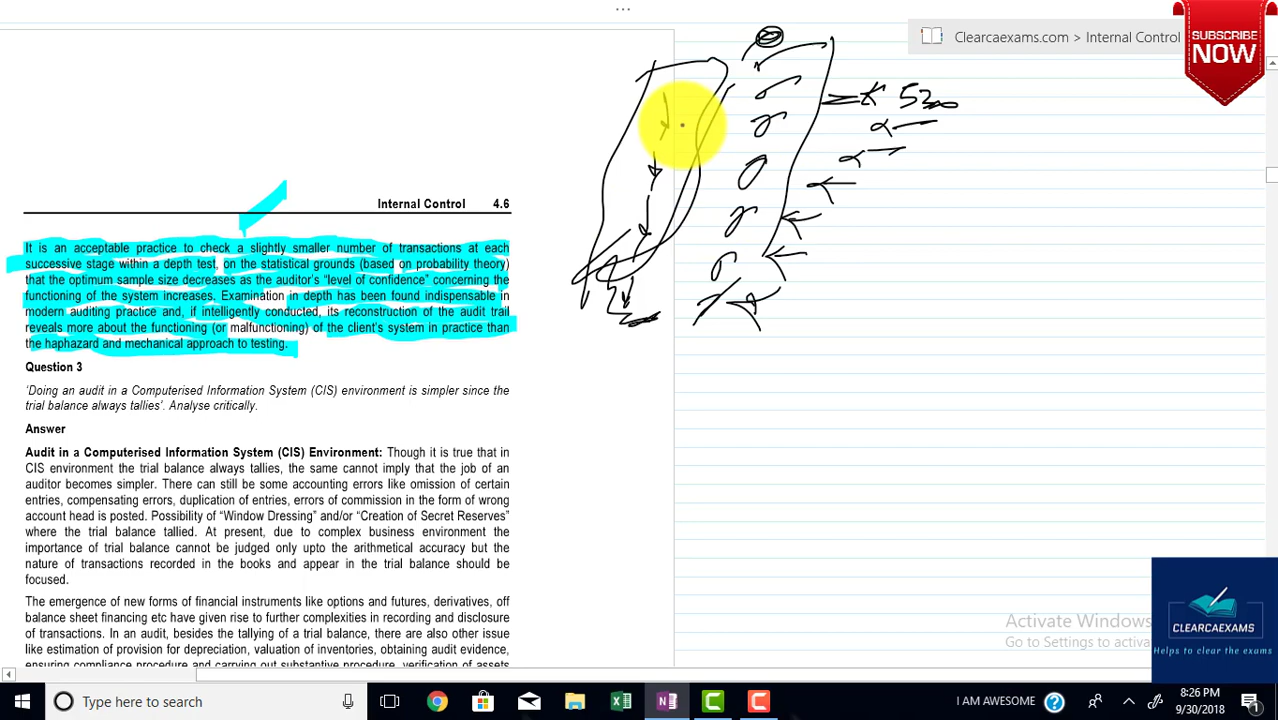 Clearcaexams.com > Internal Control
SUBSCRIBE
NOW
Internal Control 4.6
It is an acceptable practice to check a slightly smaller number of transactions at each
successive stage within a depth test, on the statistical grounds (based on probability theory)
that the optimum sample size decreases as the auditor's "level of confidence" concerning the
functioning of the system increases. Examination in depth has been found indispensable in
modern auditing practice and, if intelligently conducted, its reconstruction of the audit trail
reveals more about the functioning (or malfunctioning) of the client's system in practice than
the haphazard and mechanical approach to testing.
Question 3
'Doing an audit in a Computerised Information System (CIS) environment is simpler since the
trial balance always tallies'. Analyse critically.
Answer
Audit in a Computerised Information System (CIS) Environment: Though it is true that in
CIS environment the trial balance always tallies, the same cannot imply that the job of an
auditor becomes simpler. There can still be some accounting errors like omission of certain
entries, compensating errors, duplication of entries, errors of commission in the form of wrong
account head is posted. Possibility of "Window Dressing" and/or "Creation of Secret Reserves"
where the trial balance tallied. At present, due to complex business environment the
importance of trial balance cannot be judged only upto the arithmetical accuracy but the
nature of transactions recorded in the books and appear in the trial balance should be
focused.
The emergence of new forms of financial instruments like options and futures, derivatives, off
balance sheet financing etc have given rise to further complexities in recording and disclosure
of transactions. In an audit, besides the tallying of a trial balance, there are also other issue
like estimation of provision for depreciation, valuation of inventories, obtaining audit evidence,
ensuring compliance procedure and carrying out substantive procedure, verification of assets
Activate Windows
Go to Settings to activa
CLEARCAEXAMS
Helps to clear the exams
Type here to search
I AM AWESOME
8:26 PM
9/30/2018